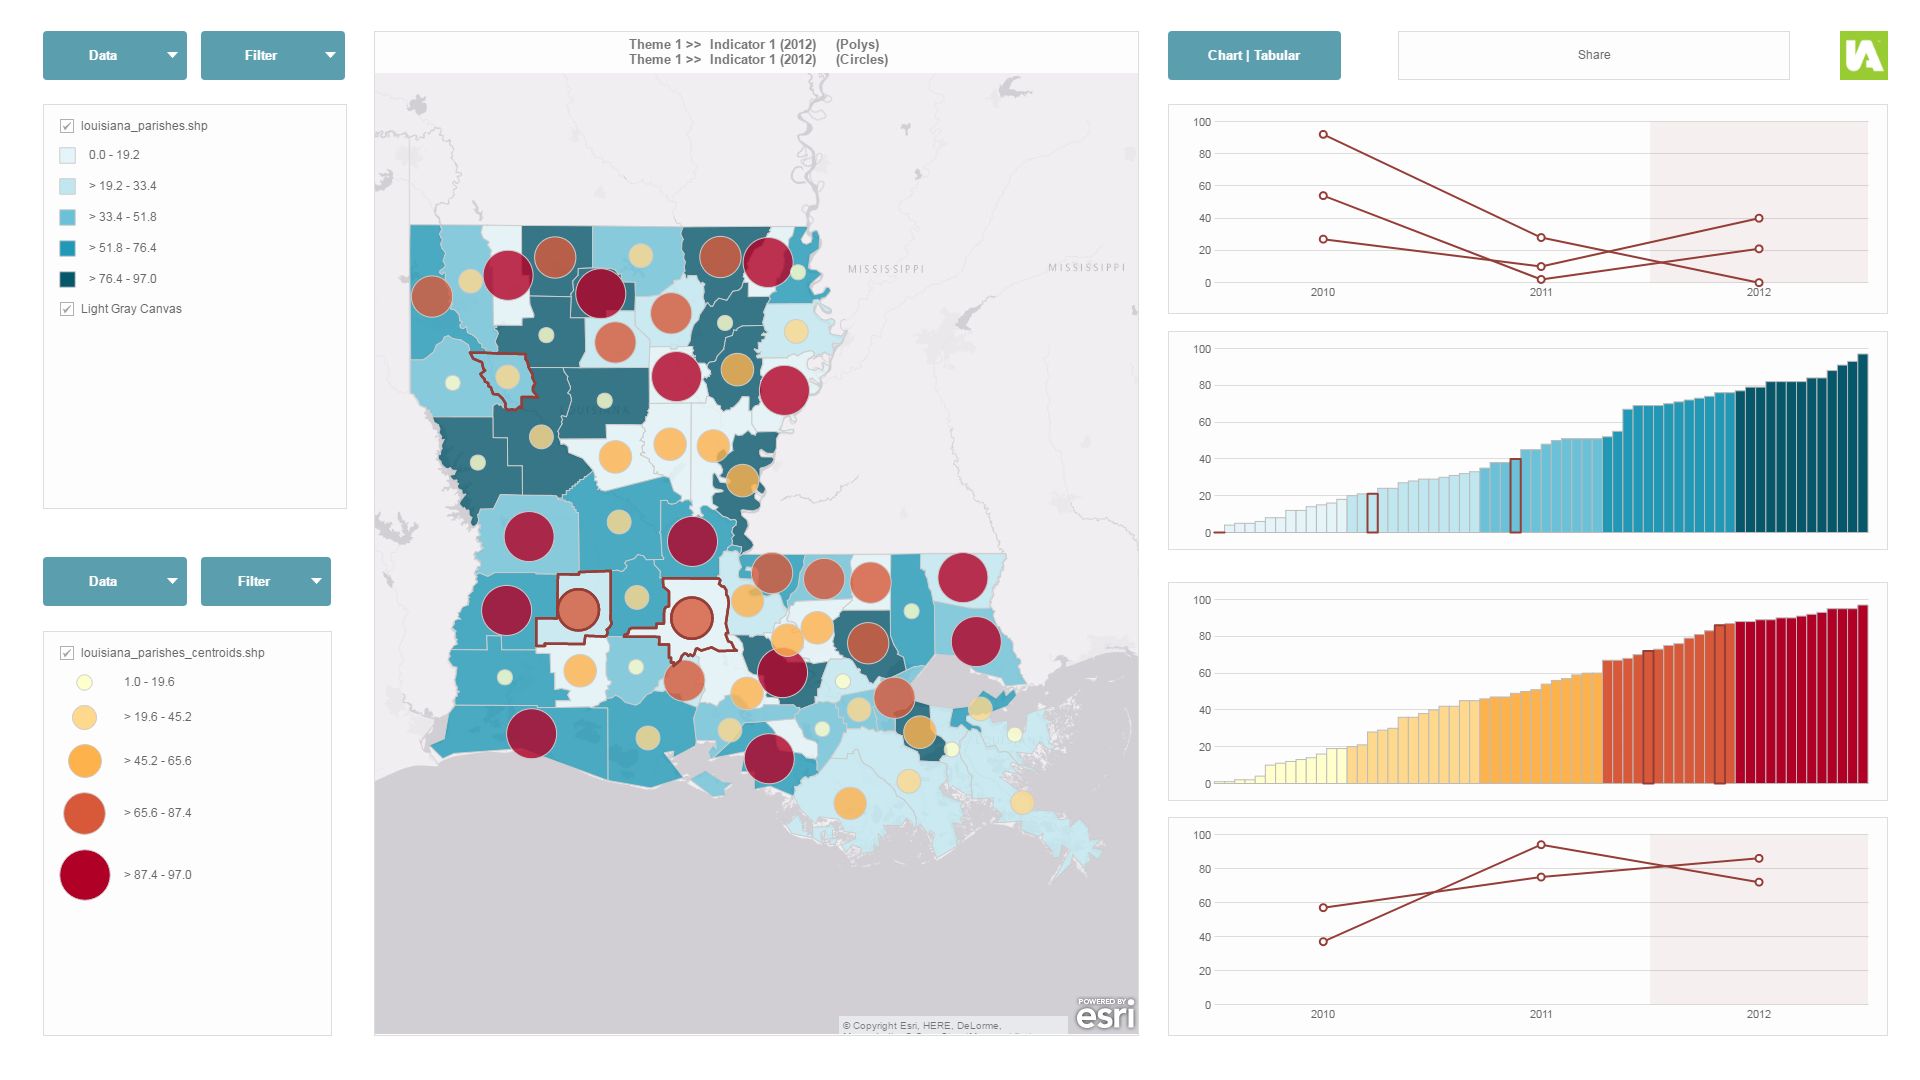 Data
Filter
louisiana_parishes.shp
0.0 - 19.2
> 19.2 - 33.4
> 33.4 - 51.8
> 51.8 - 76.4
> 76.4 - 97.0
Light Gray Canvas
Data
Filter
louisiana_parishes_centroids.shp
1.0 - 19.6
> 19.6 - 45.2
> 45.2 - 65.6
> 65.6 - 87.4
> 87.4 - 97.0
Theme 1 >> Indicator 1 (2012) (Polys)
Theme 1 >> Indicator 1 (2012) (Circles)
MISSISSIPPI
MISSISSIPPI
POWERED BY
esri
© Copyright Esri, HERE, DeLorme,
Chart | Tabular
Share
IA
100
80
60
40
20
0
2010
2011
2012
100
80
60
40
20
0
100
80
60
40
20
0
100
80
60
40
20
0
2010
2011
2012